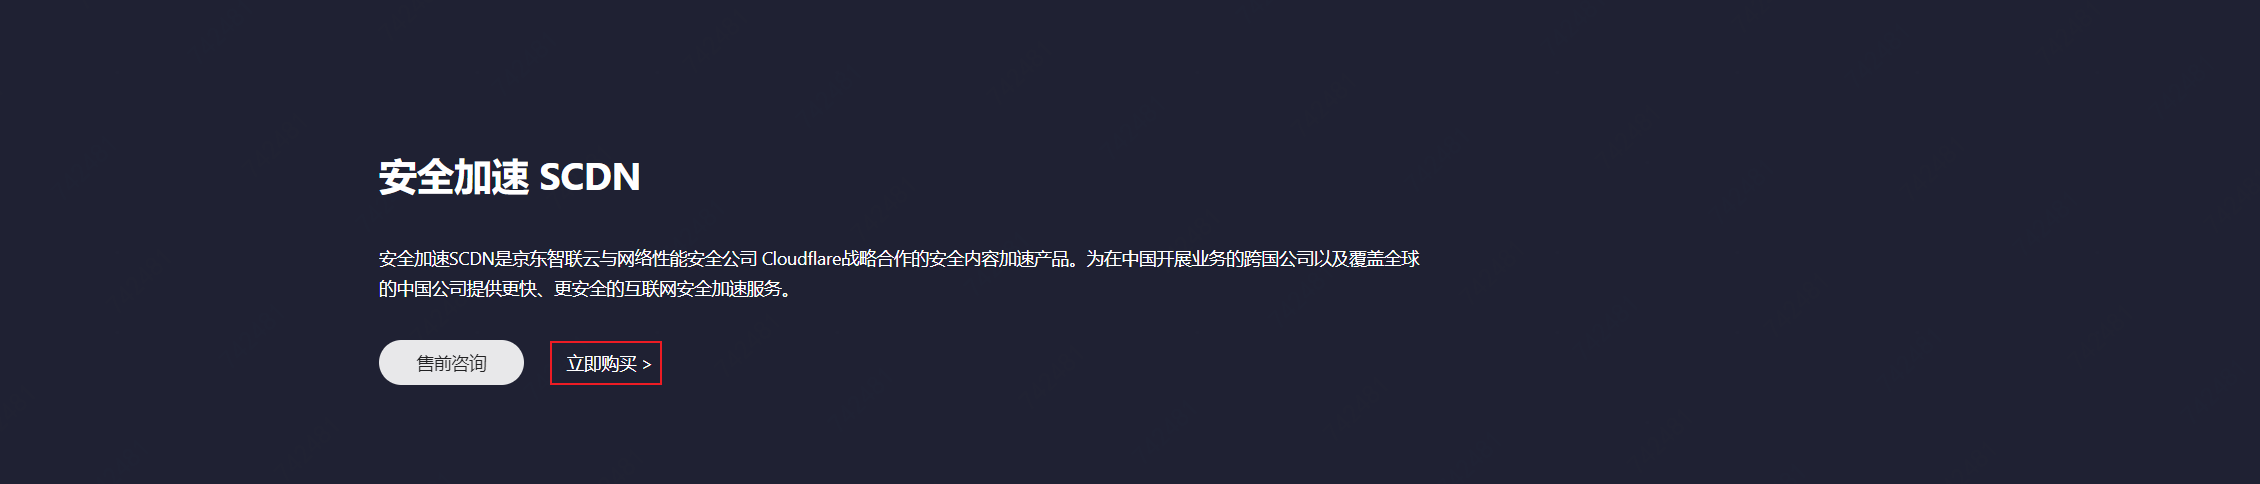 安全加速 SCDN
安全加速SCDN是京东智联云与网络性能安全公司 Cloudflare战略合作的安全内容加速产品。为在中国开展业务的跨国公司以及覆盖全球
的中国公司提供更快、更安全的互联网安全加速服务。
售前咨询 立即购买 >